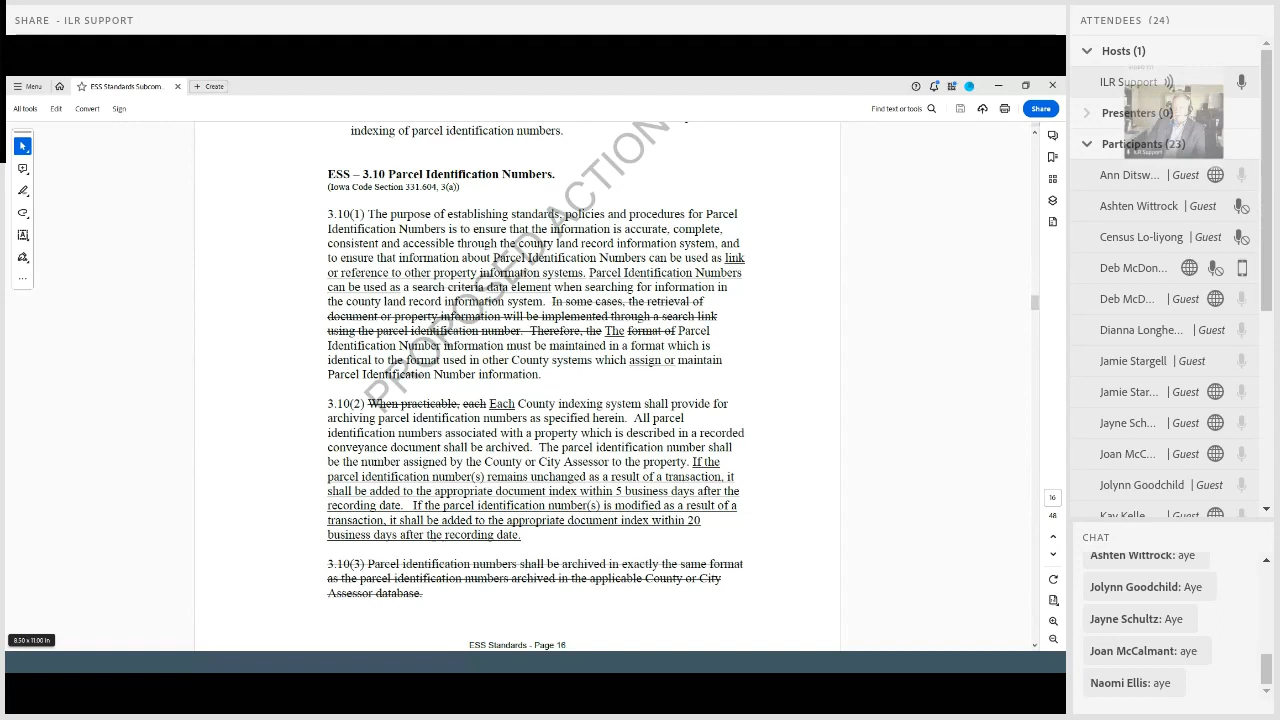 SHARE - ILR SUPPORT
Menu
ESS Standards Subcom...
Create
All tools
Edit
Convert
Sign
Find text or tools
Share
indexing of parcel identification numbers.
ESS – 3.10 Parcel Identification Numbers.
(Iowa Code Section 331.604, 3(a))
3.10(1) The purpose of establishing standards, policies and procedures for Parcel
Identification Numbers is to ensure that the information is accurate, complete,
consistent and accessible through the county land record information system, and
to ensure that information about Parcel Identification Numbers can be used as link
or reference to other property information systems. Parcel Identification Numbers
can be used as a search criteria data element when searching for information in
the county land record information system. In some cases, the retrieval of
document or property information will be implemented through a search link
using the parcel identification number. Therefore, the The format of Parcel
Identification Number information must be maintained in a format which is
identical to the format used in other County systems which assign or maintain
Parcel Identification Number information.
3.10(2) When practicable, each Each County indexing system shall provide for
archiving parcel identification numbers as specified herein. All parcel
identification numbers associated with a property which is described in a recorded
conveyance document shall be archived. The parcel identification number shall
be the number assigned by the County or City Assessor to the property. If the
parcel identification number(s) remains unchanged as a result of a transaction, it
shall be added to the appropriate document index within 5 business days after the
recording date. If the parcel identification number(s) is modified as a result of a
transaction, it shall be added to the appropriate document index within 20
business days after the recording date.
3.10(3) Parcel identification numbers shall be archived in exactly the same format
as the parcel identification numbers archived in the applicable County or City
Assessor database.
ESS Standards - Page 16
PROPOSED ACTION
8.50 x 11.00 in
16
48
ATTENDEES (24)
Hosts (1)
ILR Support
Presenters (0)
ILR Support
Participants (23)
Ann Ditsw... | Guest
Ashten Wittrock | Guest
Census Lo-liyong | Guest
Deb McDon...
Deb McD... | Guest
Dianna Longhe... | Guest
Jamie Stargell | Guest
Jamie Star... | Guest
Jayne Sch... | Guest
Joan McC... | Guest
Jolynn Goodchild | Guest
Kay Kelle... | Guest
CHAT
Ashten Wittrock: aye
Jolynn Goodchild: Aye
Jayne Schultz: Aye
Joan McCalmant: aye
Naomi Ellis: aye